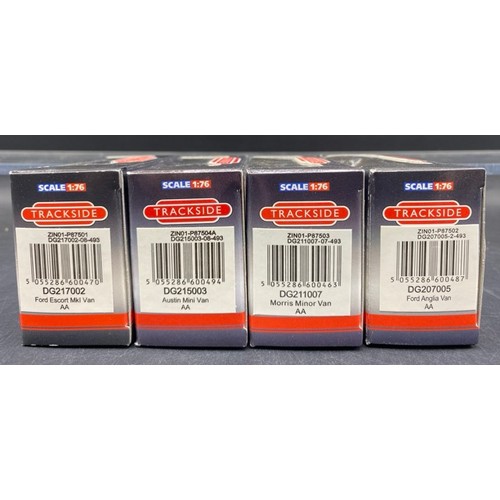 SCALE 1:76
TRACKSIDE
ZIN01-P87501
DG217002-08-493
5 055286 600470
DG217002
Ford Escort MkI Van
AA
SCALE 1:76
TRACKSIDE
ZIN01-P87504A
DG215003-08-493
5 055286 600494
DG215003
Austin Mini Van
AA
SCALE 1:76
TRACKSIDE
ZIN01-P87503
DG211007-07-493
5 055286 600463
DG211007
Morris Minor Van
AA
SCALE 1:76
TRACKSIDE
ZIN01-P87502
DG207005-2-493
5 055286 600487
DG207005
Ford Anglia Van
AA